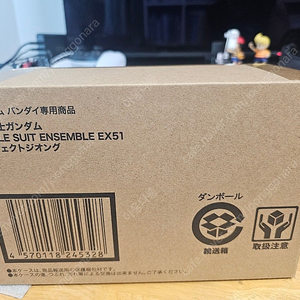 ム バンダイ専用商品
士ガンダム
LE SUIT ENSEMBLE EX51
ェクトジオング
ダンボール
輸送箱
取扱注意
4 570118 245328